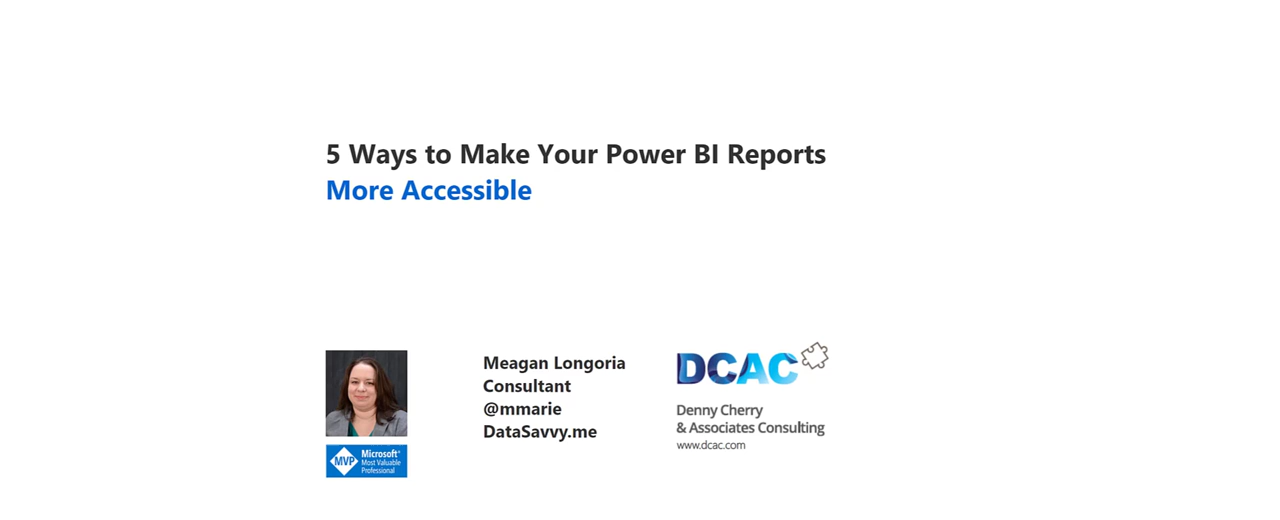 5 Ways to Make Your Power BI Reports
More Accessible
Meagan Longoria
Consultant
@mmarie
DataSavvy.me
DCAC
Denny Cherry
& Associates Consulting
www.dcac.com
MVP
Microsoft®
Most Valuable
Professional